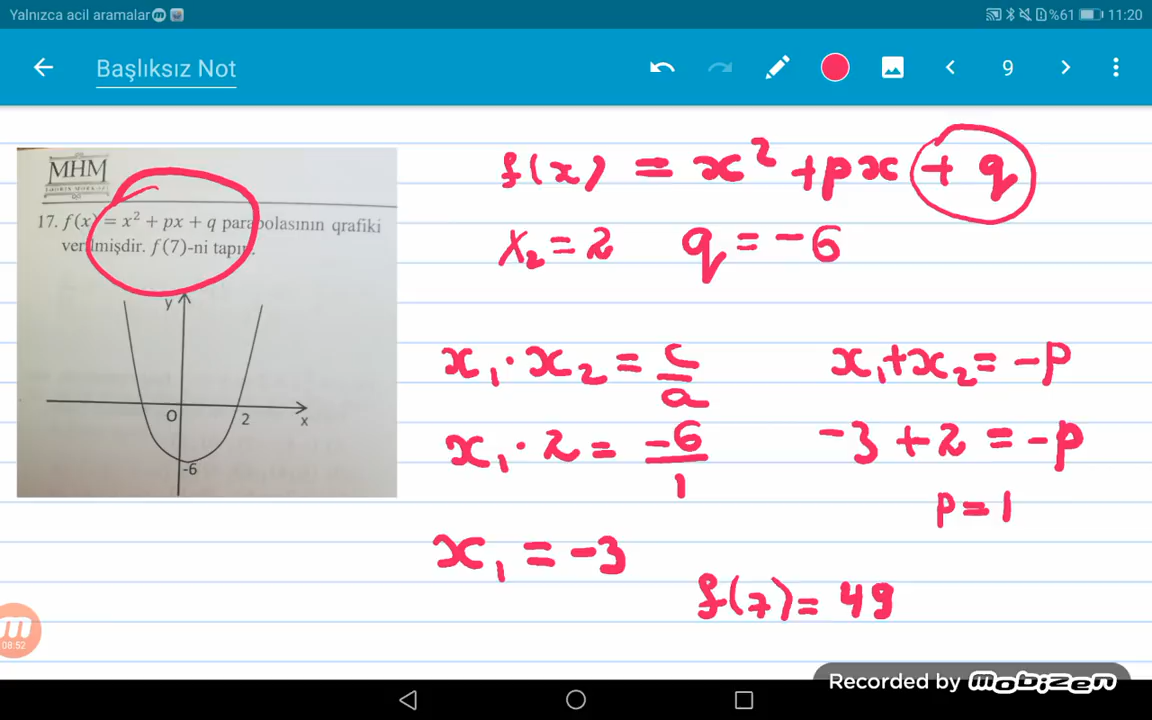 Yalnızca acil aramalar
%61 11:20
Başlıksız Not
9
MHM
17. f(x) = x² + px + q parabolasının qrafiki
verilmişdir. f(7)-ni tapın.
y
O 2 x
-6
f(x) = x² + px + q
x₂ = 2 q = -6
x₁ · x₂ = c/a
x₁ + x₂ = -p
x₁ · 2 = -6/1
-3 + 2 = -p
p = 1
x₁ = -3
f(7) = 49
m
08:52
Recorded by mobizen